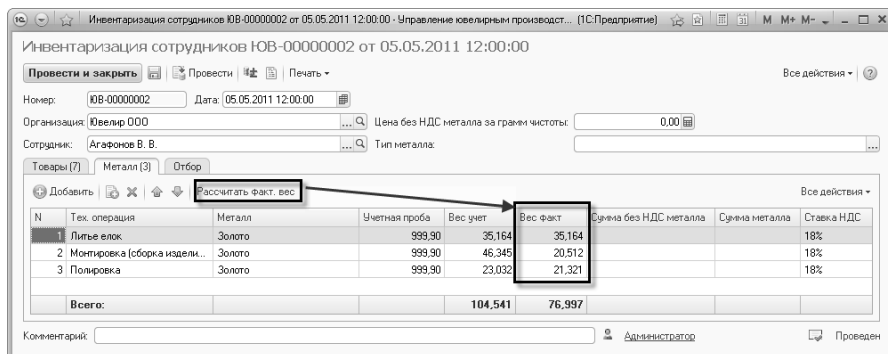 Инвентаризация сотрудников ЮВ-00000002 от 05.05.2011 12:00:00 - Управление ювелирным производст... (1С:Предприятие) M M+ M-
Инвентаризация сотрудников ЮВ-00000002 от 05.05.2011 12:00:00
Провести и закрыть Провести Печать Все действия
Номер: ЮВ-00000002 Дата: 05.05.2011 12:00:00
Организация: Ювелир ООО ... Цена без НДС металла за грамм чистоты: 0,00
Сотрудник: Агафонов В. В. ... Тип металла: ...
Товары (7) Металл (3) Отбор
Добавить Рассчитать факт. вес Все действия
N Тех. операция Металл Учетная проба Вес учет Вес факт Сумма без НДС металла Сумма металла Ставка НДС
1 Литье елок Золото 999,90 35,164 35,164 18%
2 Монтировка (сборка издели... Золото 999,90 46,345 20,512 18%
3 Полировка Золото 999,90 23,032 21,321 18%
Всего: 104,541 76,997
Комментарий: Администратор Проведен